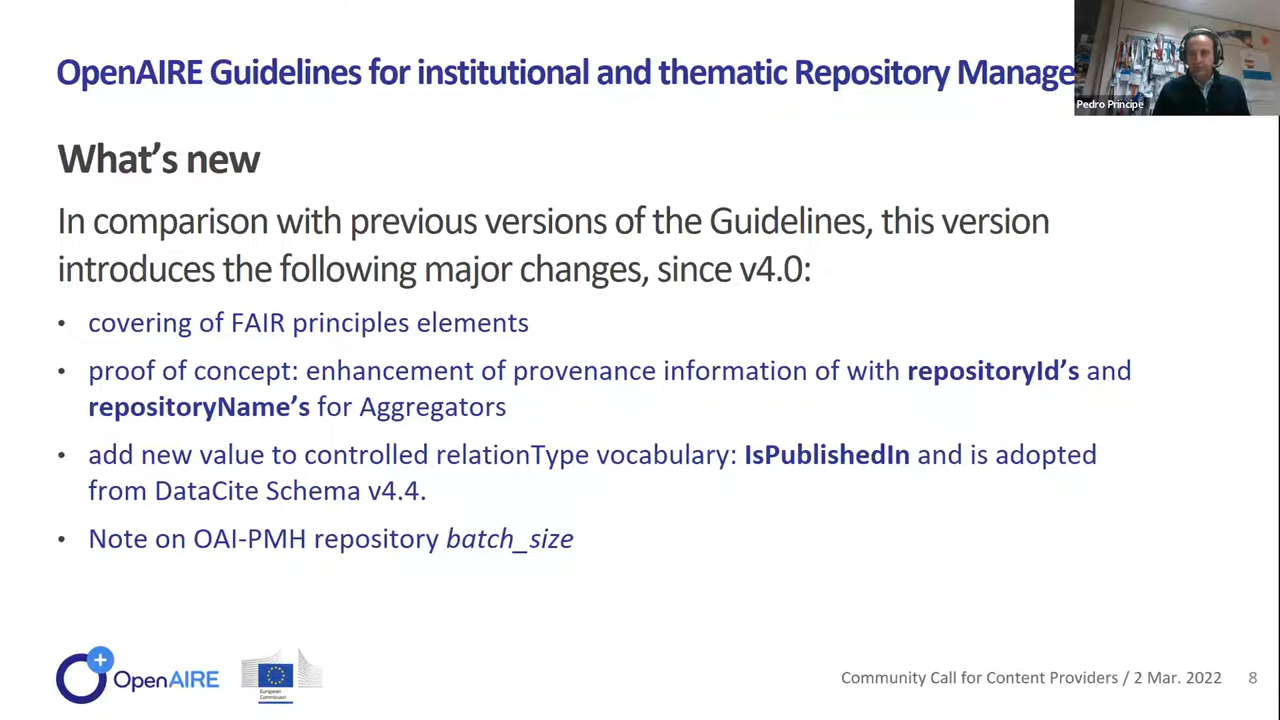 OpenAIRE Guidelines for institutional and thematic Repository Manage
Pedro Principe
What’s new
In comparison with previous versions of the Guidelines, this version
introduces the following major changes, since v4.0:
• covering of FAIR principles elements
• proof of concept: enhancement of provenance information of with repositoryId’s and
repositoryName’s for Aggregators
• add new value to controlled relationType vocabulary: IsPublishedIn and is adopted
from DataCite Schema v4.4.
• Note on OAI-PMH repository batch_size
OpenAIRE
European
Commission
Community Call for Content Providers / 2 Mar. 2022 8